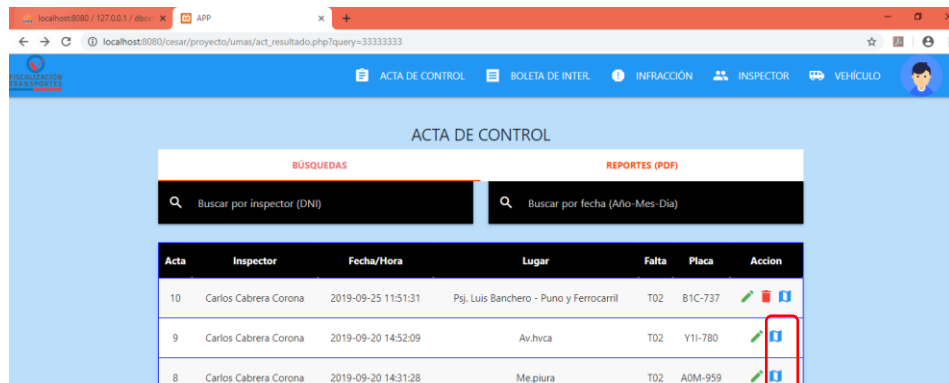 localhost:8080 / 127.0.0.1 / dbco
APP
localhost:8080/cesar/proyecto/umas/act_resultado.php?query=33333333
FISCALIZACIÓN
TRANSPORTES
ACTA DE CONTROL
BOLETA DE INTER.
INFRACCIÓN
INSPECTOR
VEHÍCULO
ACTA DE CONTROL
BÚSQUEDAS
REPORTES (PDF)
Buscar por inspector (DNI)
Buscar por fecha (Año-Mes-Dia)
Acta Inspector Fecha/Hora Lugar Falta Placa Accion
10 Carlos Cabrera Corona 2019-09-25 11:51:31 Psj. Luis Banchero - Puno y Ferrocarril T02 B1C-737
9 Carlos Cabrera Corona 2019-09-20 14:52:09 Av.hvca T02 Y1I-780
8 Carlos Cabrera Corona 2019-09-20 14:31:28 Me.piura T02 A0M-959